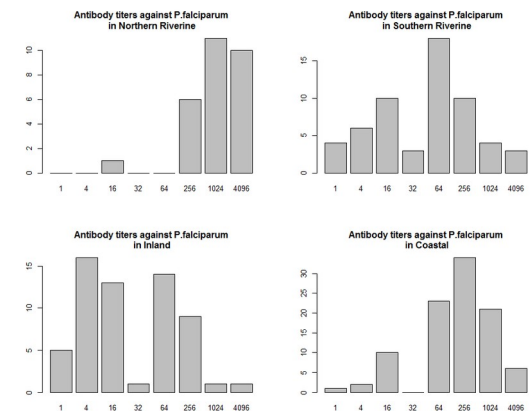 Antibody titers against P.falciparum
in Northern Riverine
10
8
6
4
2
0
1 4 16 32 64 256 1024 4096
Antibody titers against P.falciparum
in Southern Riverine
15
10
5
0
1 4 16 32 64 256 1024 4096
Antibody titers against P.falciparum
in Inland
15
10
5
0
1 4 16 32 64 256 1024 4096
Antibody titers against P.falciparum
in Coastal
30
25
20
15
10
5
0
1 4 16 32 64 256 1024 4096